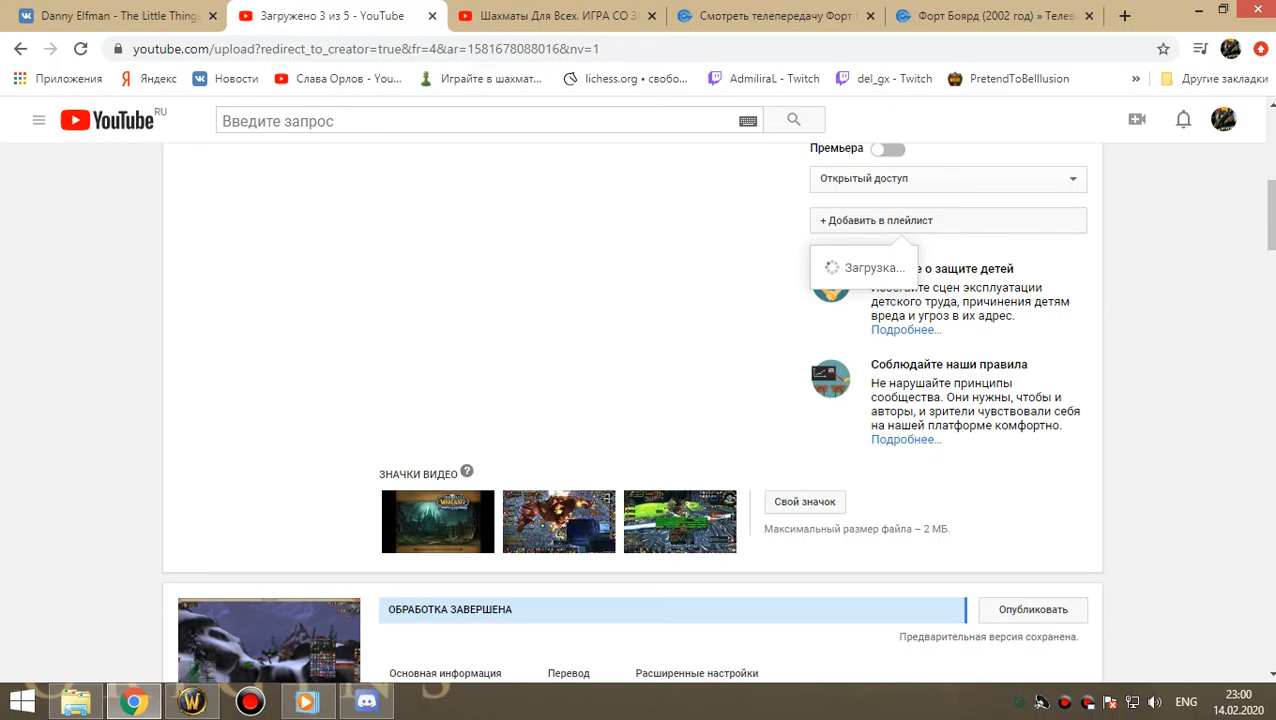 Danny Elfman - The Little Things
Загружено 3 из 5 - YouTube
Шахматы Для Всех. ИГРА СО З
Смотреть телепередачу Форт Б
Форт Боярд (2002 год) » Телев
youtube.com/upload?redirect_to_creator=true&fr=4&ar=1581678088016&nv=1
Приложения
Яндекс
Новости
Слава Орлов - You...
Играйте в шахмат...
lichess.org • свобо...
AdmiraL - Twitch
del_gx - Twitch
PretendToBeIllusion
»
Другие закладки
YouTube RU
Введите запрос
Премьера
Открытый доступ
+ Добавить в плейлист
Загрузка...
е о защите детей
Избегайте сцен эксплуатации
детского труда, причинения детям
вреда и угроз в их адрес.
Подробнее...
Соблюдайте наши правила
Не нарушайте принципы
сообщества. Они нужны, чтобы и
авторы, и зрители чувствовали себя
на нашей платформе комфортно.
Подробнее...
ЗНАЧКИ ВИДЕО ?
Свой значок
Максимальный размер файла – 2 МБ.
ОБРАБОТКА ЗАВЕРШЕНА
Опубликовать
Предварительная версия сохранена.
Основная информация
Перевод
Расширенные настройки
ENG
23:00
14.02.2020